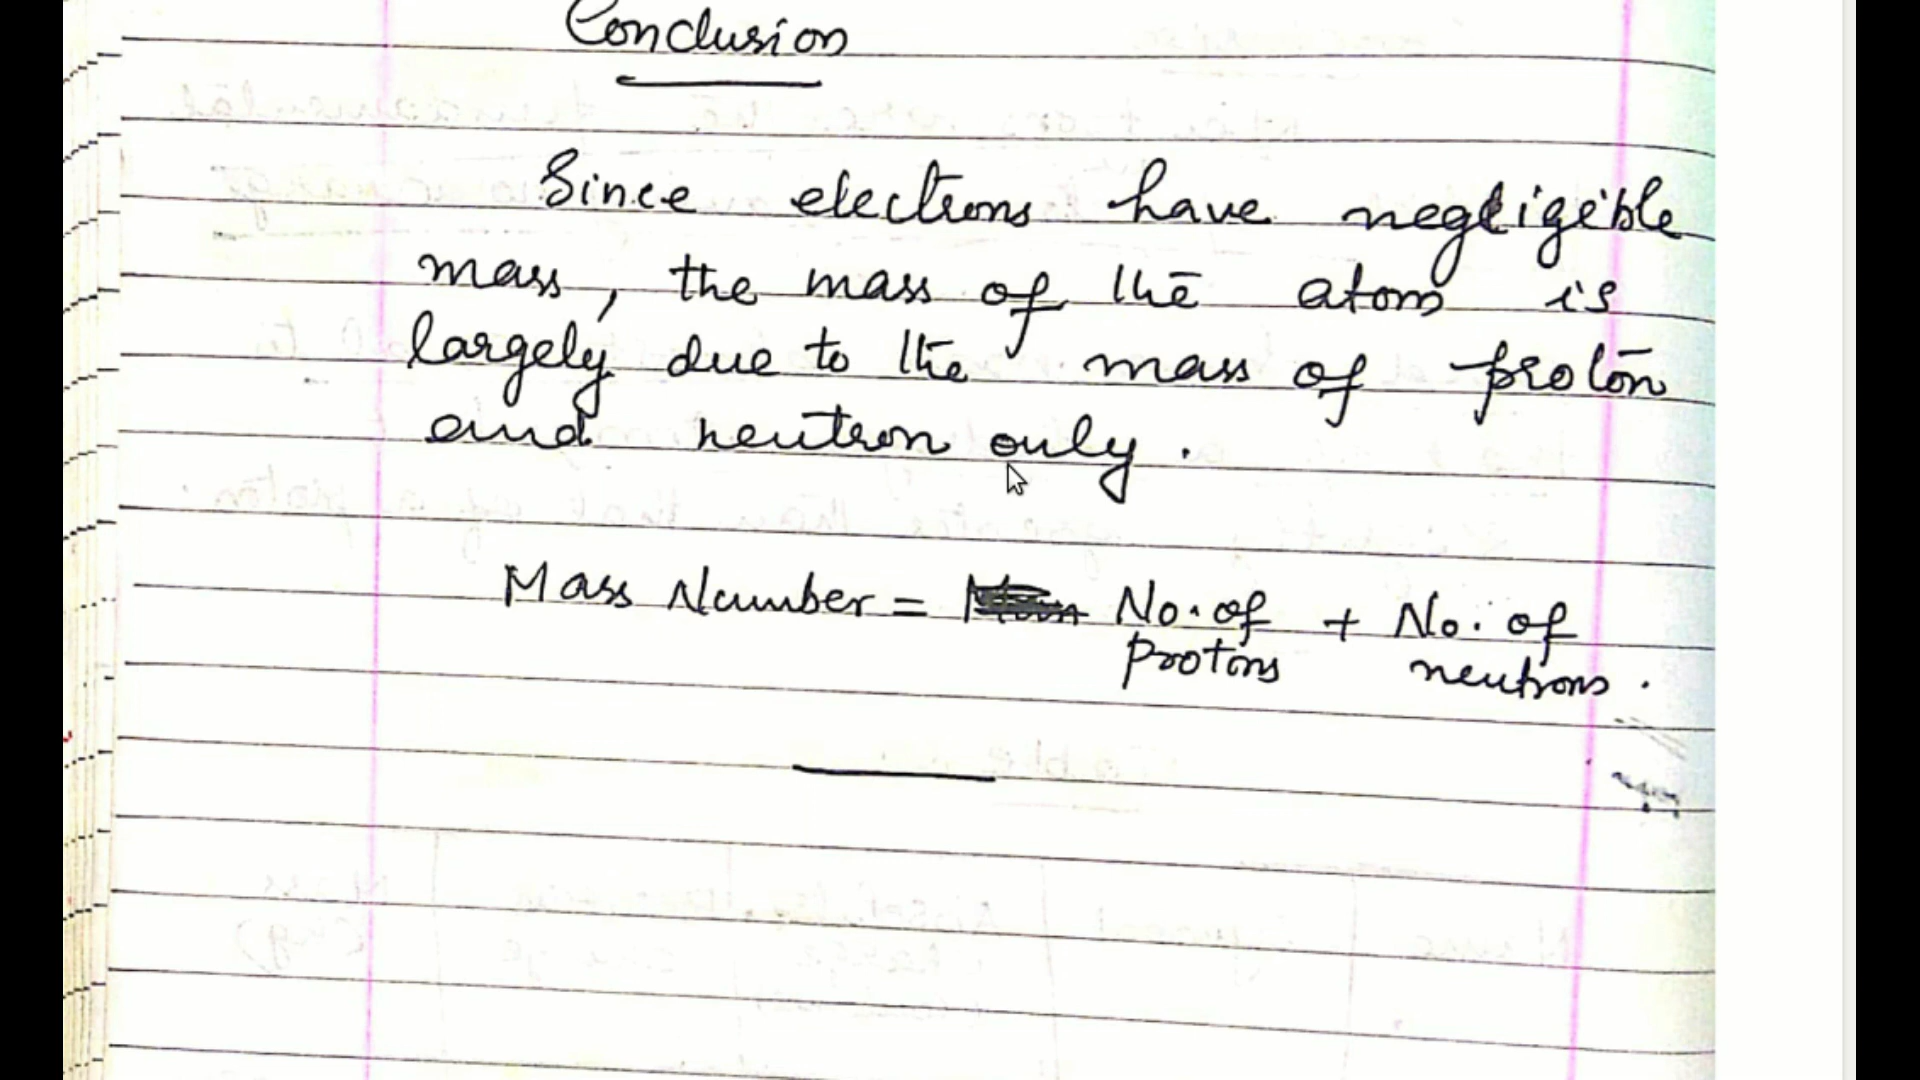 Conclusion
Since electrons have negligible
mass, the mass of the atom is
largely due to the mass of proton
and neutron only.
Mass Number = No. of + No. of
protons neutrons.